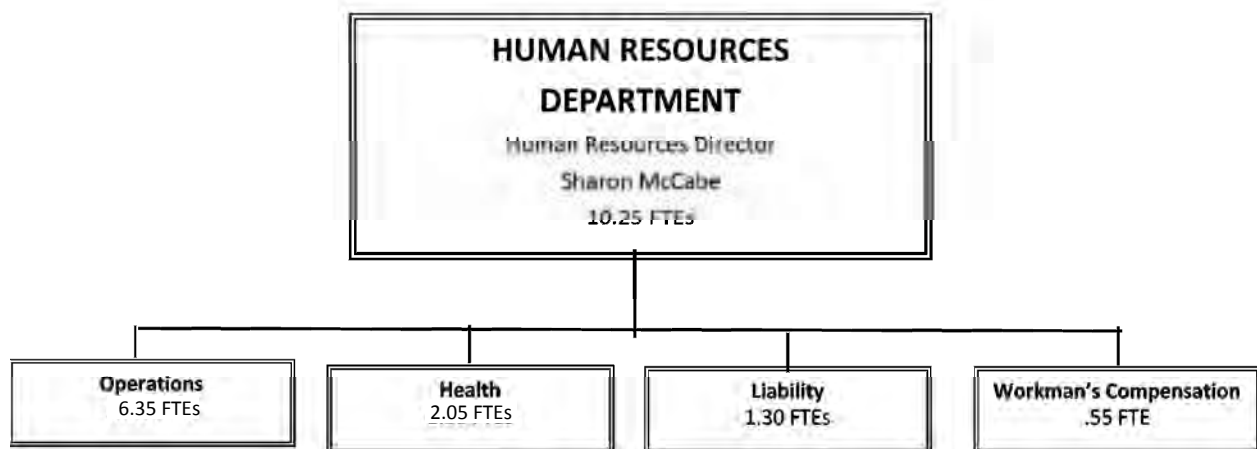 HUMAN RESOURCES
DEPARTMENT
Human Resources Director
Sharon McCabe
10.25 FTEs
Operations
6.35 FTEs
Health
2.05 FTEs
Liability
1.30 FTEs
Workman's Compensation
.55 FTE